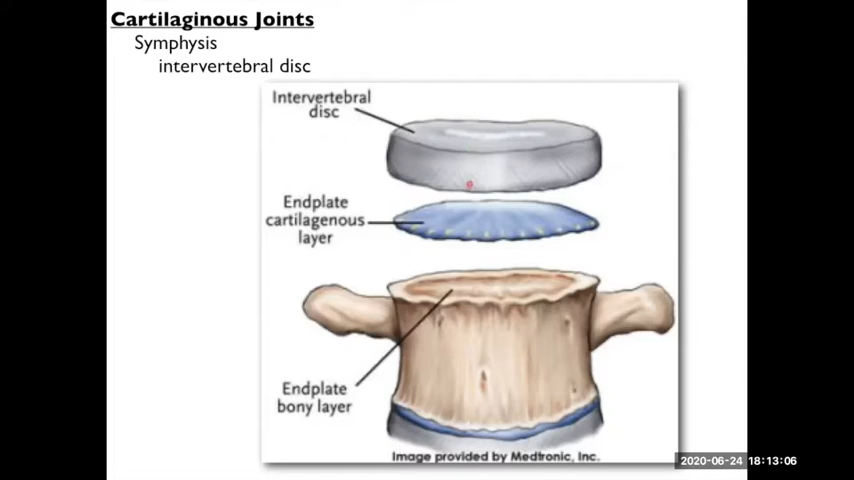 Cartilaginous Joints
Symphysis
intervertebral disc
Intervertebral
disc
Endplate
cartilagenous
layer
Endplate
bony layer
Image provided by Medtronic, Inc.
2020-06-24 18:13:06